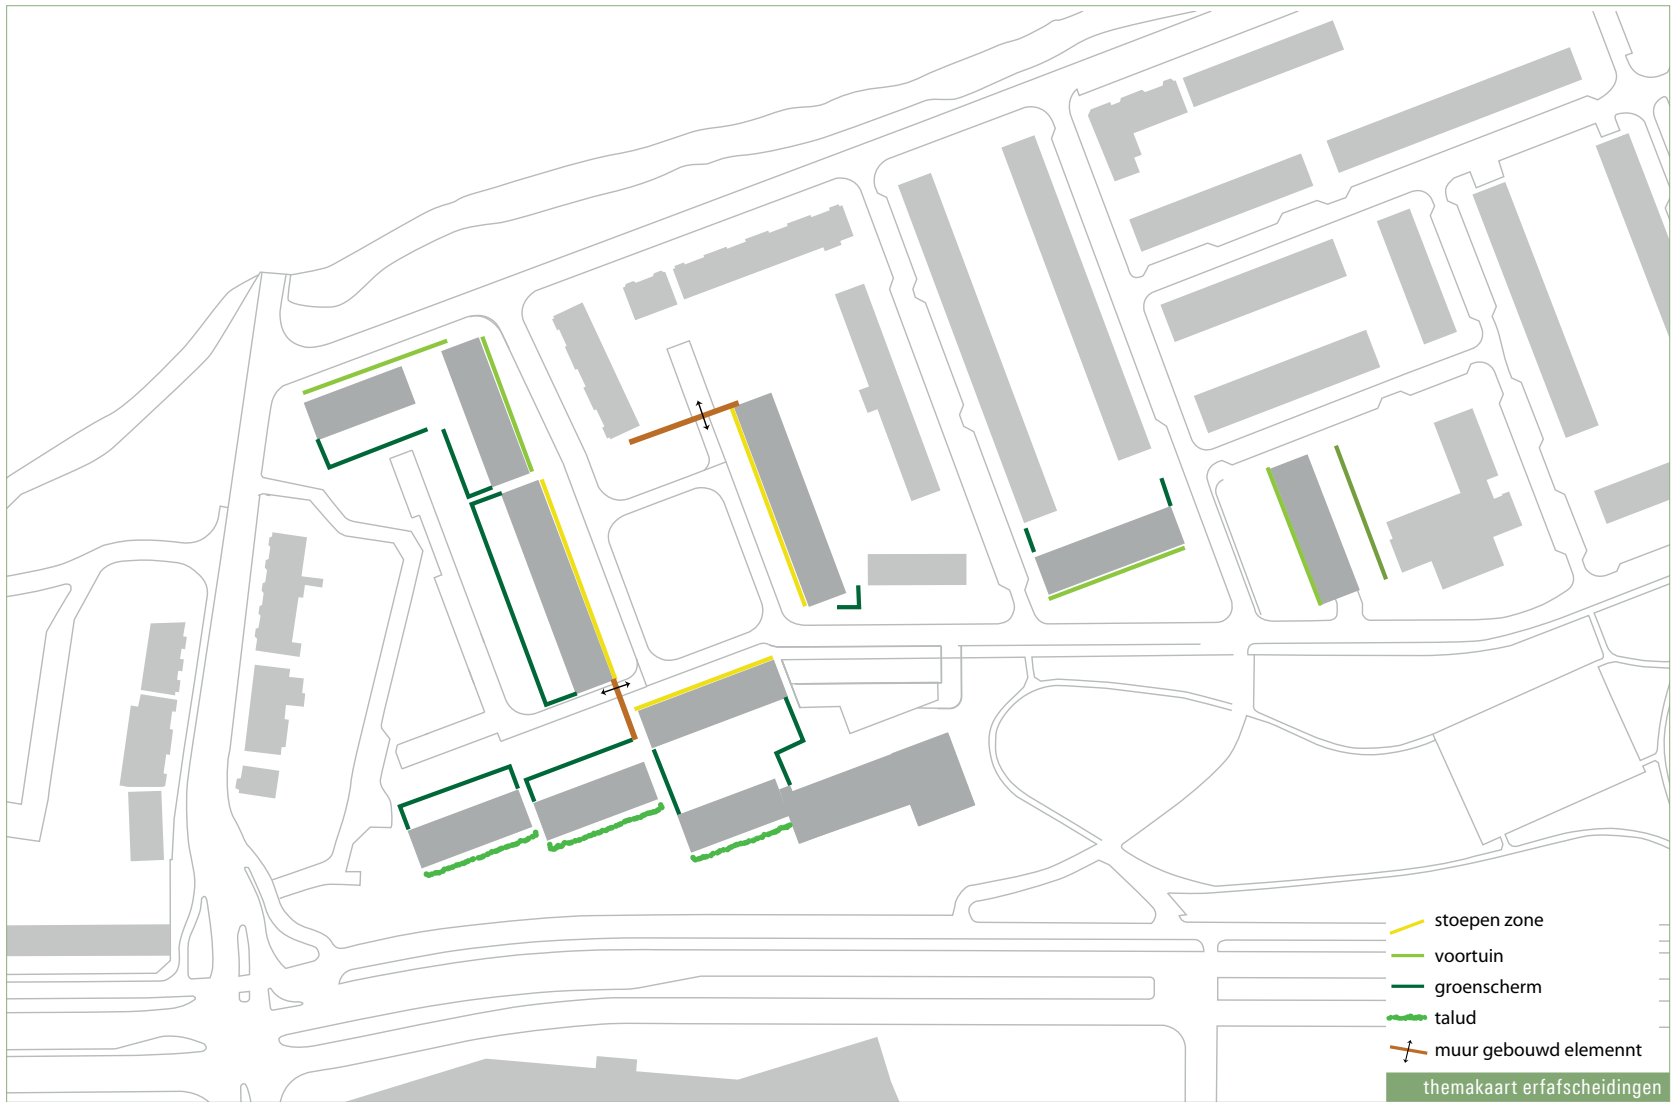 stoepen zone
voortuin
groenscherm
talud
muur gebouwd elemennt
themakaart erfafscheidingen